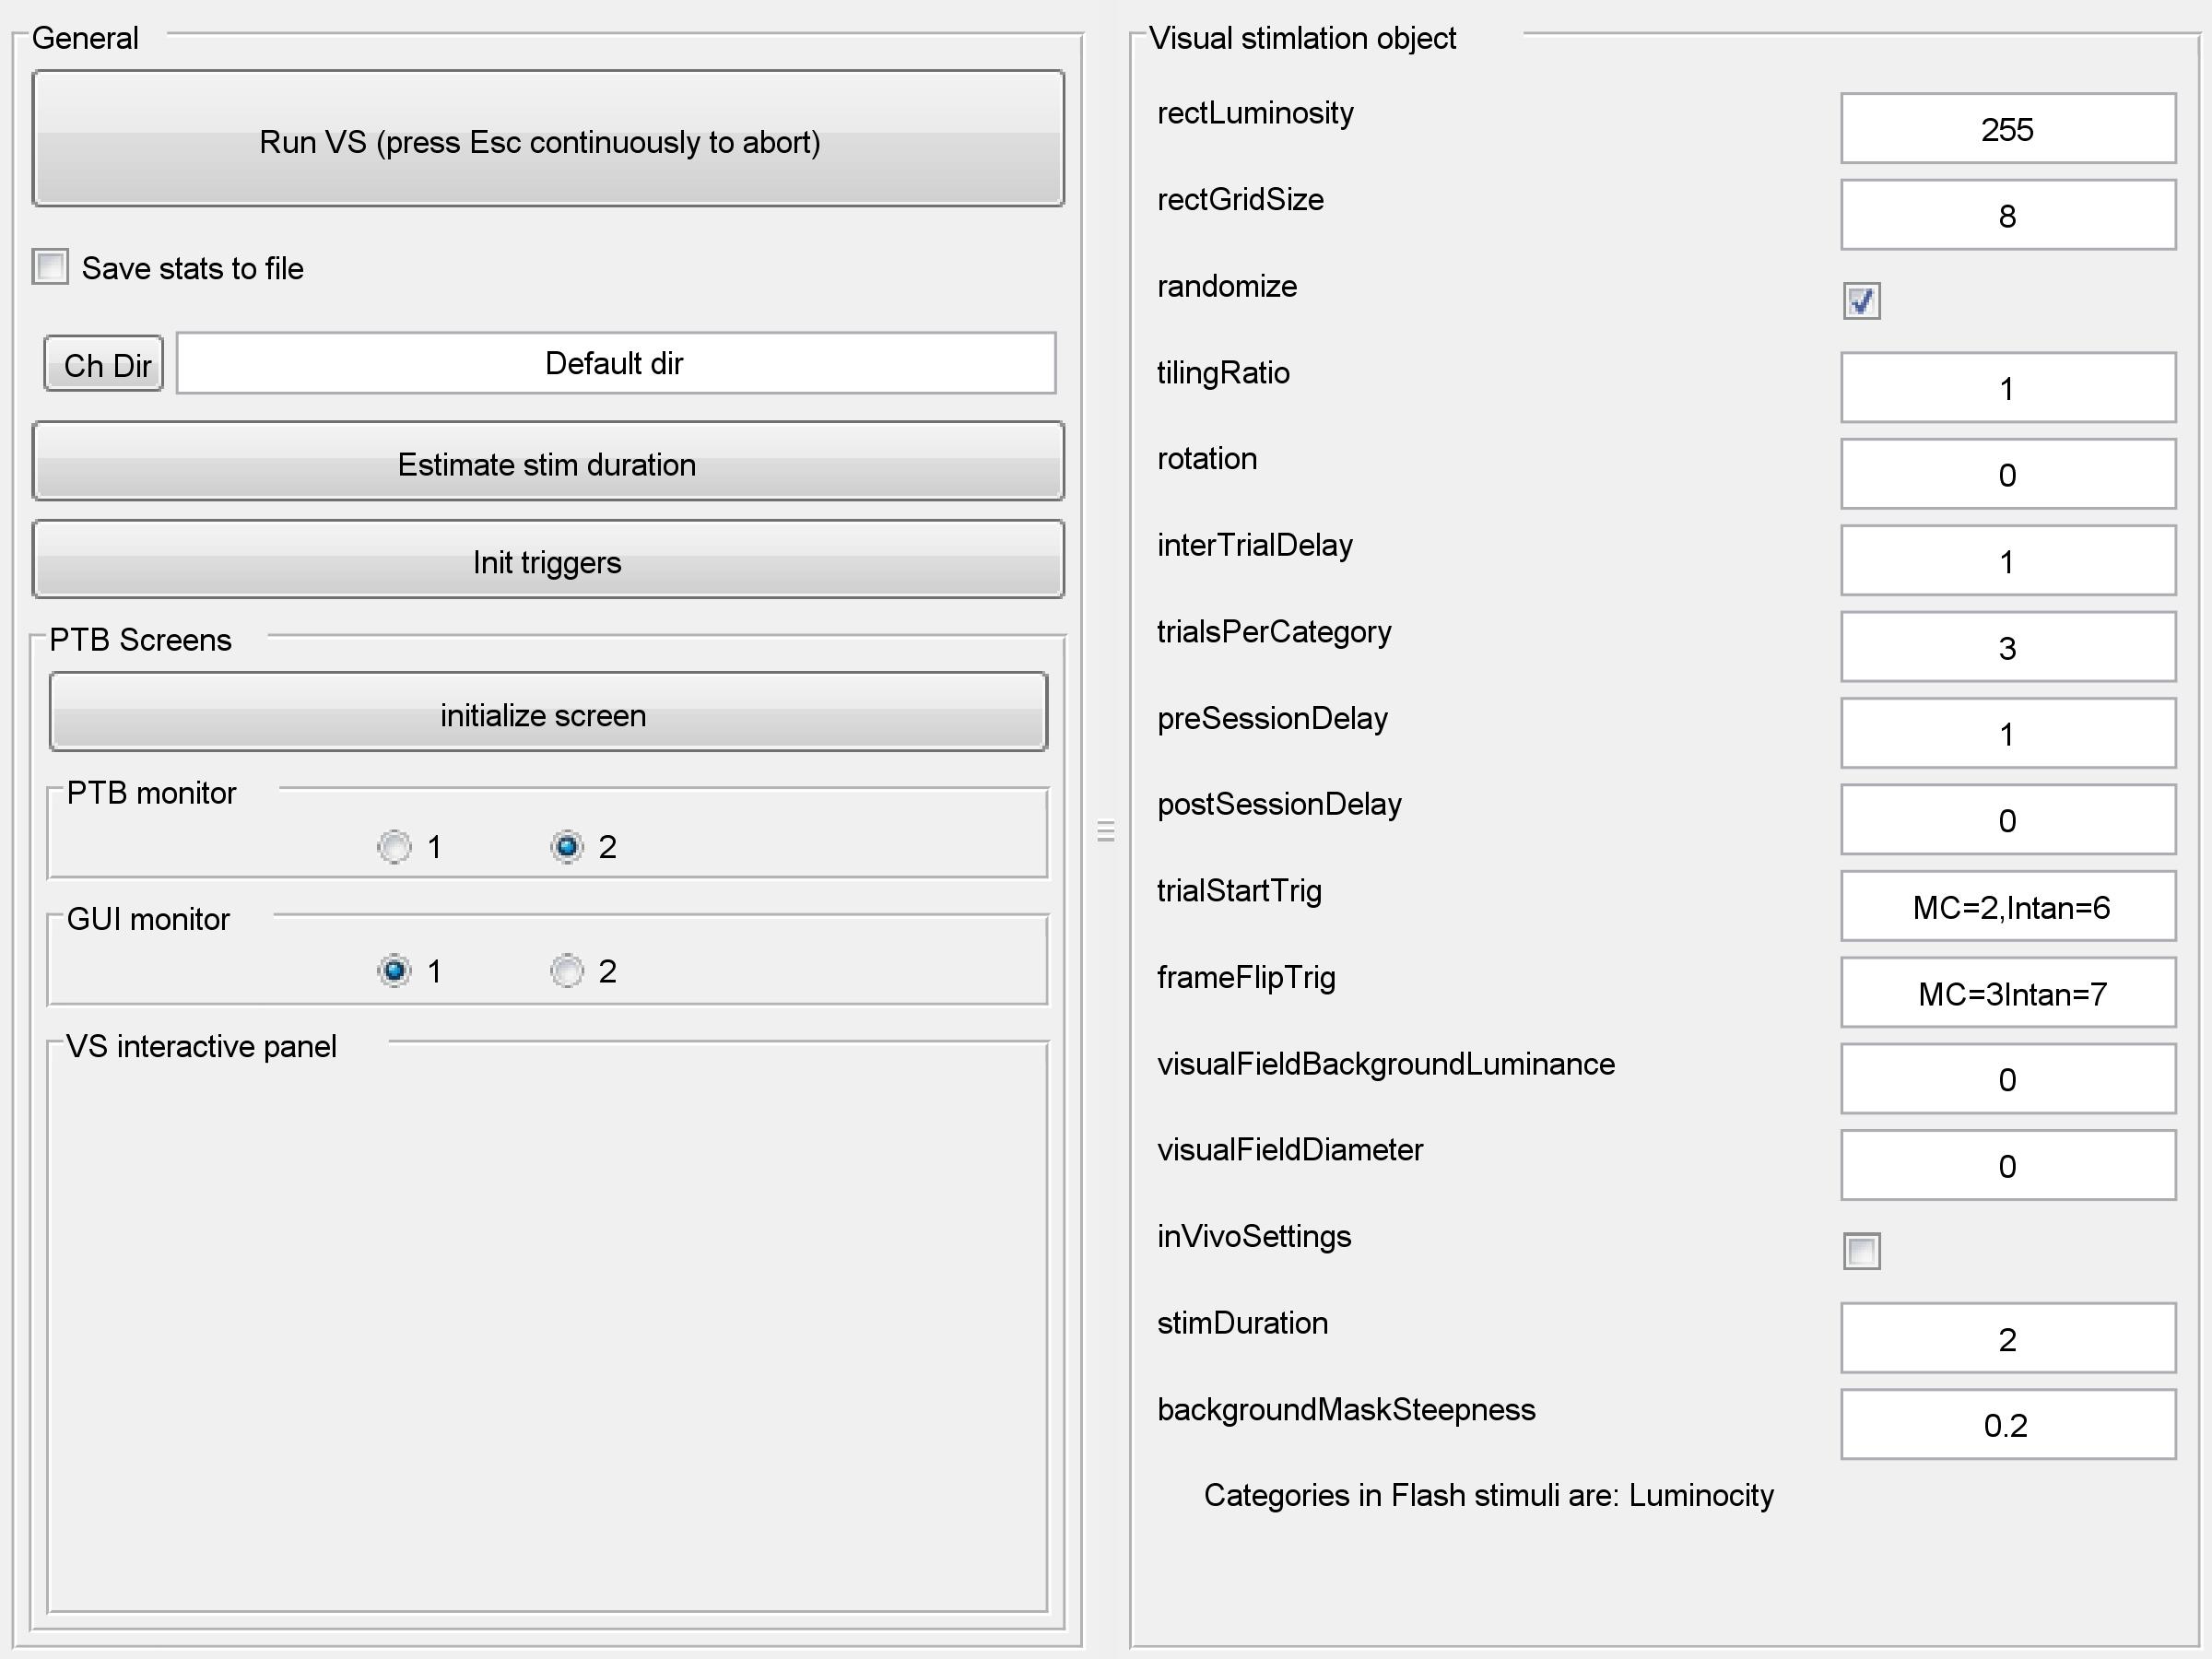 General
Run VS (press Esc continuously to abort)
Save stats to file
Ch Dir
Default dir
Estimate stim duration
Init triggers
PTB Screens
initialize screen
PTB monitor
1 2
GUI monitor
1 2
VS interactive panel
Visual stimlation object
rectLuminosity 255
rectGridSize 8
randomize
tilingRatio 1
rotation 0
interTrialDelay 1
trialsPerCategory 3
preSessionDelay 1
postSessionDelay 0
trialStartTrig MC=2,Intan=6
frameFlipTrig MC=3Intan=7
visualFieldBackgroundLuminance 0
visualFieldDiameter 0
inVivoSettings
stimDuration 2
backgroundMaskSteepness 0.2
Categories in Flash stimuli are: Luminocity